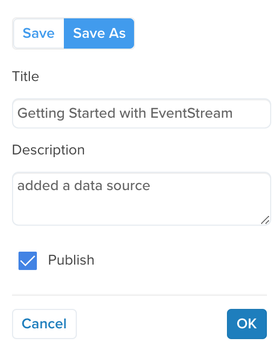 Save Save As
Title
Getting Started with EventStream
Description
added a data source
Publish
Cancel OK